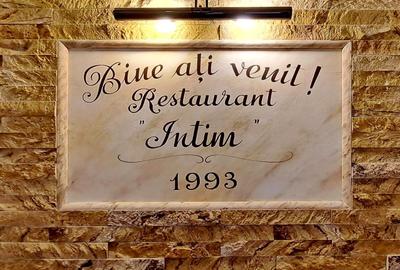 Bine ați venit!
Restaurant
"Intim"
1993